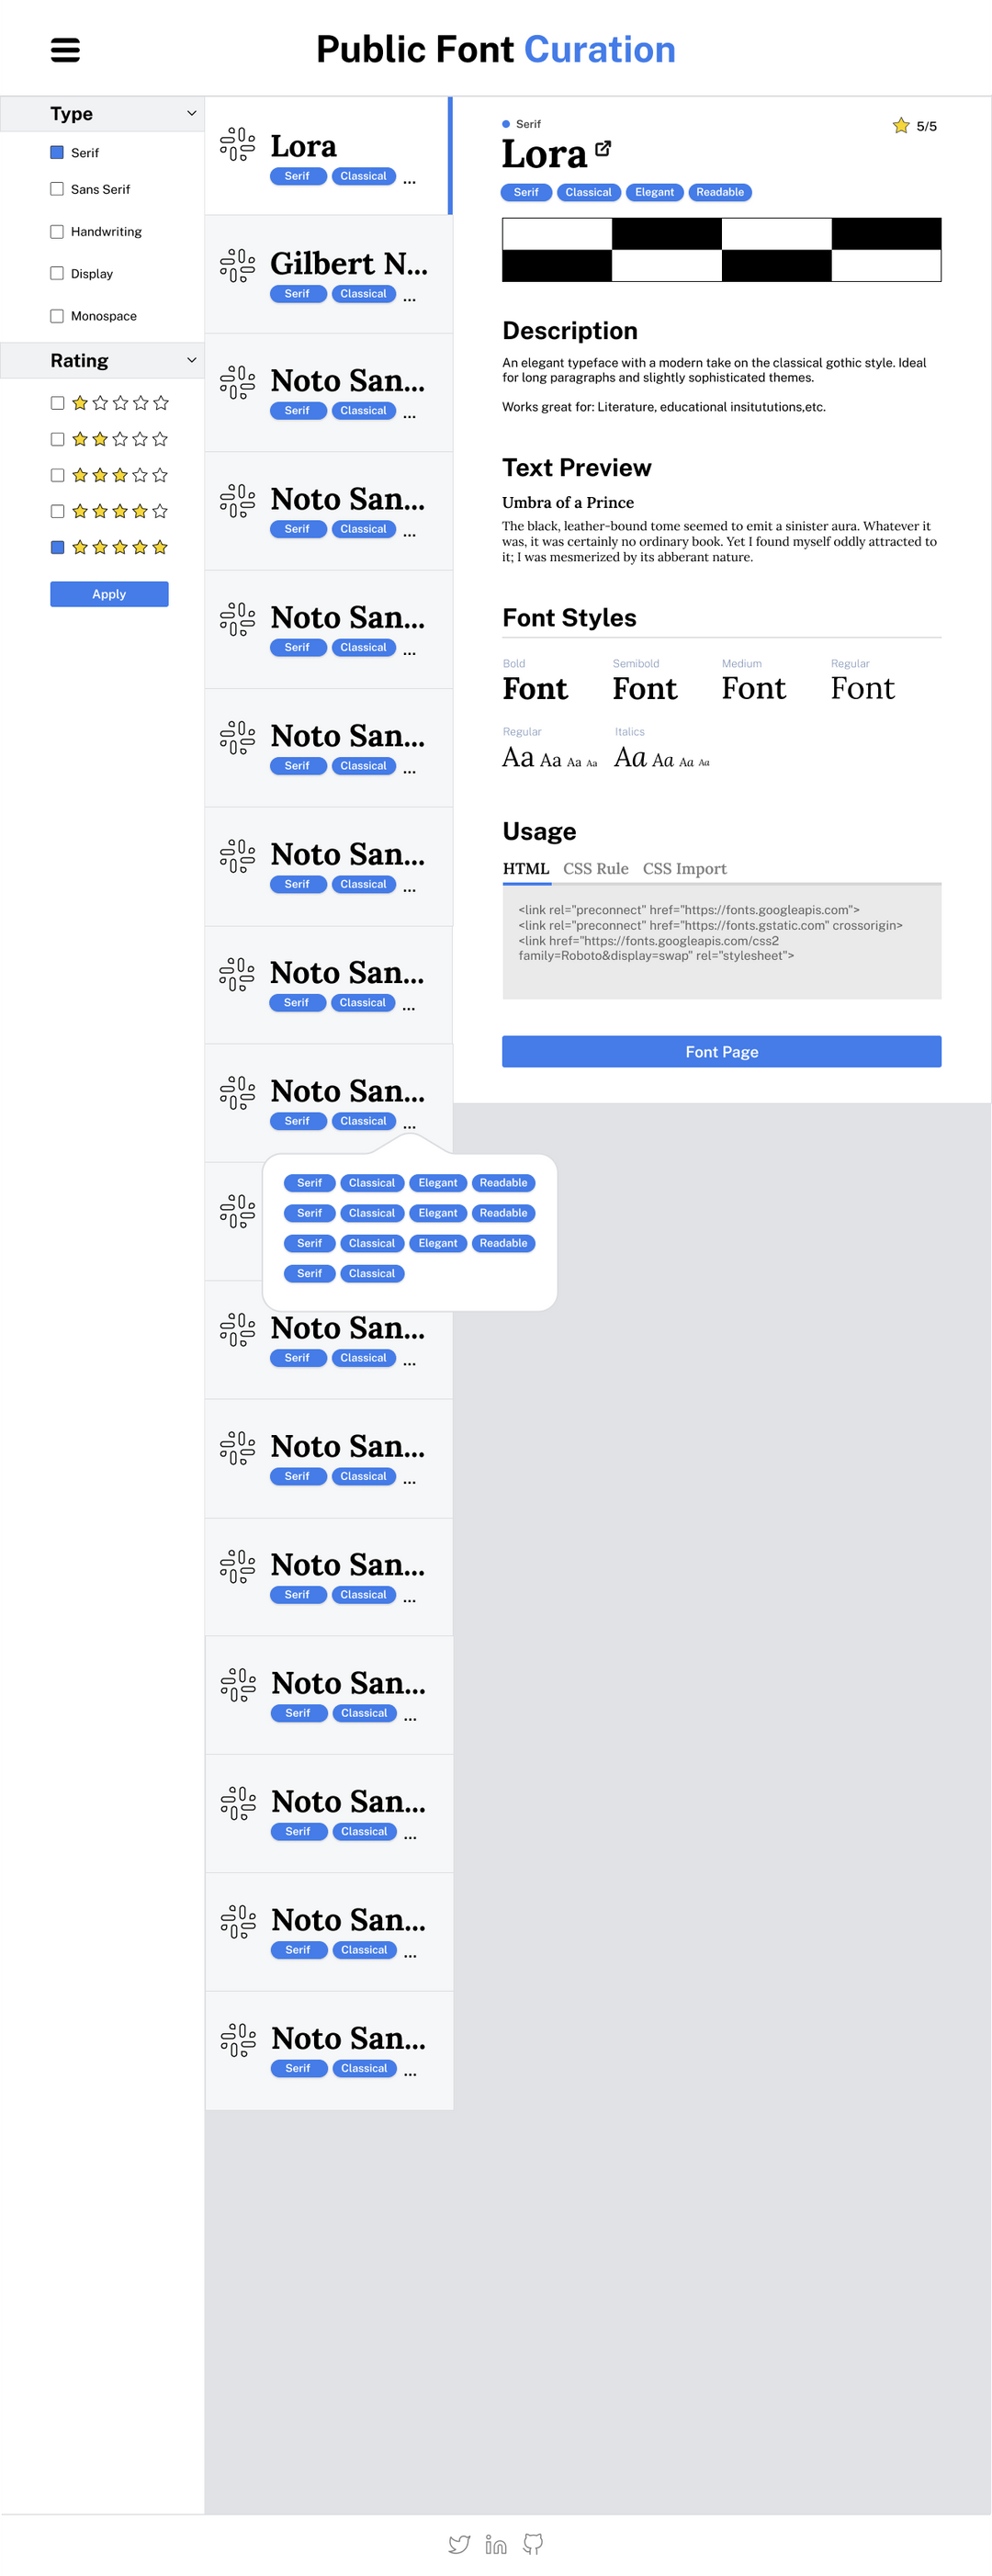 Public Font Curation
Type
Serif
Sans Serif
Handwriting
Display
Monospace
Rating
Apply
Lora
Serif Classical ...
Gilbert N...
Serif Classical ...
Noto San...
Serif Classical ...
Noto San...
Serif Classical ...
Noto San...
Serif Classical ...
Noto San...
Serif Classical ...
Noto San...
Serif Classical ...
Noto San...
Serif Classical ...
Noto San...
Serif Classical ...
Serif Classical Elegant Readable
Serif Classical Elegant Readable
Serif Classical Elegant Readable
Serif Classical
Noto San...
Serif Classical ...
Noto San...
Serif Classical ...
Noto San...
Serif Classical ...
Noto San...
Serif Classical ...
Noto San...
Serif Classical ...
Noto San...
Serif Classical ...
Noto San...
Serif Classical ...
Serif
5/5
Lora
Serif Classical Elegant Readable
Description
An elegant typeface with a modern take on the classical gothic style. Ideal
for long paragraphs and slightly sophisticated themes.
Works great for: Literature, educational insitututions,etc.
Text Preview
Umbra of a Prince
The black, leather-bound tome seemed to emit a sinister aura. Whatever it
was, it was certainly no ordinary book. Yet I found myself oddly attracted to
it; I was mesmerized by its abberant nature.
Font Styles
Bold Semibold Medium Regular
Font Font Font Font
Regular Italics
Aa Aa Aa Aa Aa Aa Aa Aa
Usage
HTML CSS Rule CSS Import
<link rel="preconnect" href="https://fonts.googleapis.com">
<link rel="preconnect" href="https://fonts.gstatic.com" crossorigin>
<link href="https://fonts.googleapis.com/css2
family=Roboto&display=swap" rel="stylesheet">
Font Page